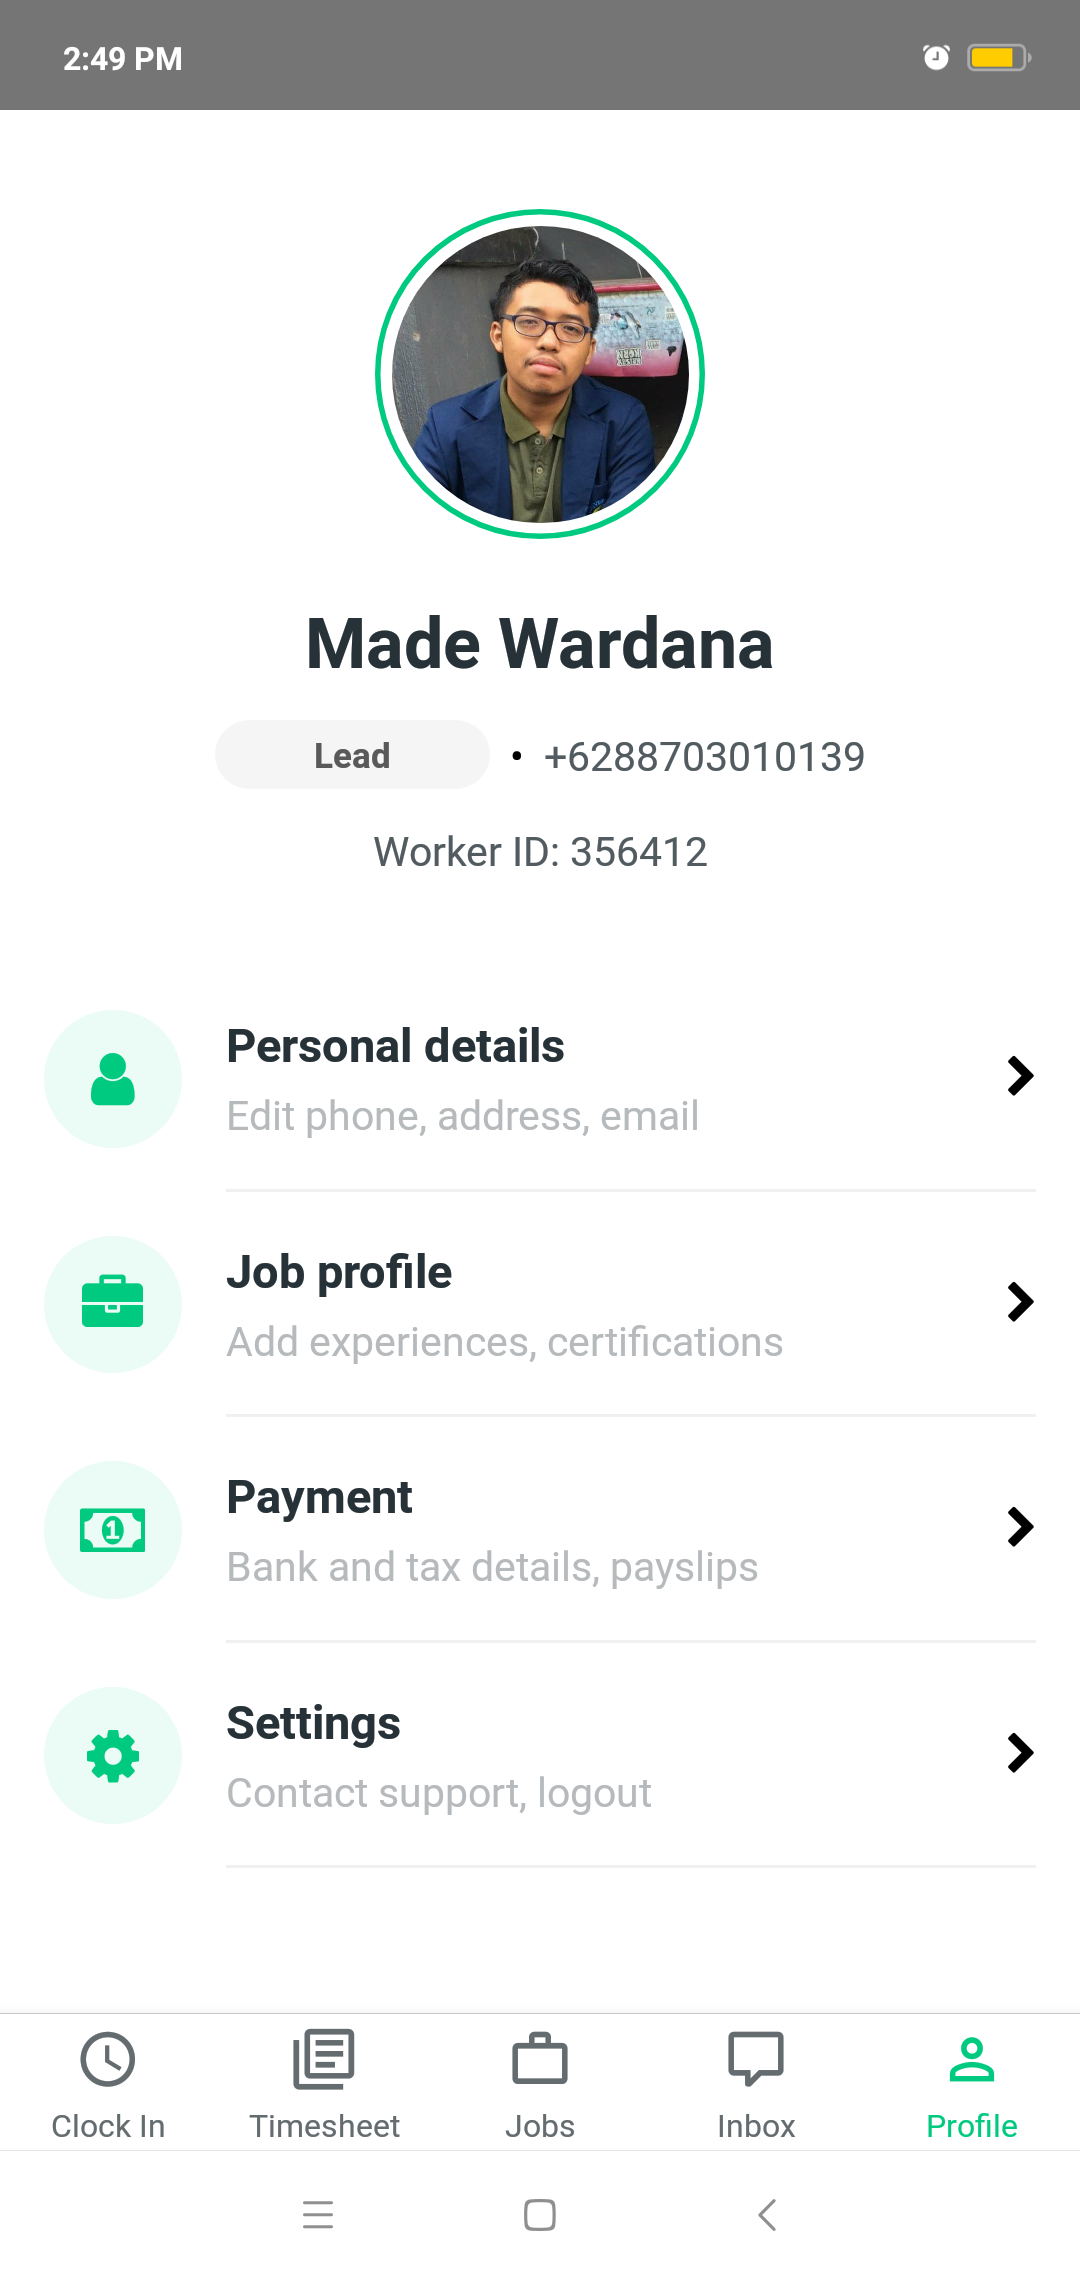 2:49 PM
Made Wardana
Lead • +6288703010139
Worker ID: 356412
Personal details
Edit phone, address, email
Job profile
Add experiences, certifications
Payment
1
Bank and tax details, payslips
Settings
Contact support, logout
Clock In Timesheet Jobs Inbox Profile